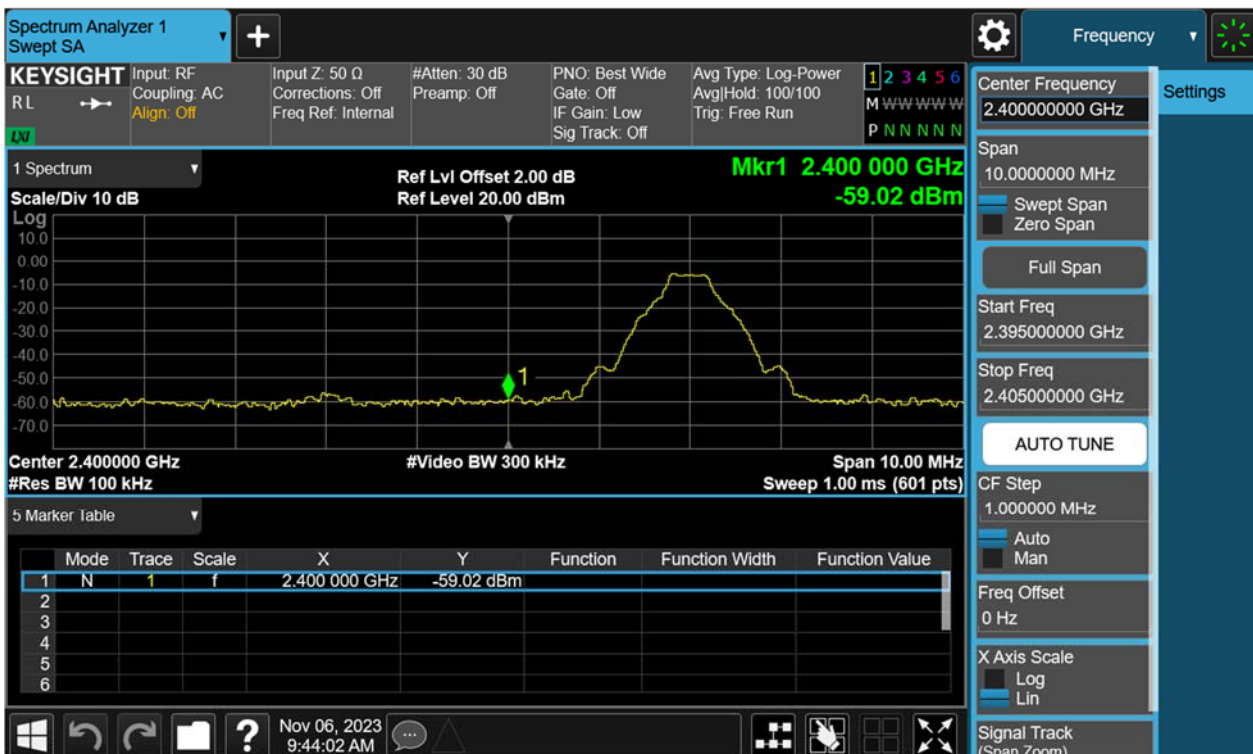 Spectrum Analyzer 1
Swept SA
Frequency
KEYSIGHT
R L
LXI
Input: RF
Coupling: AC
Align: Off
Input Z: 50 Ω
Corrections: Off
Freq Ref: Internal
#Atten: 30 dB
Preamp: Off
PNO: Best Wide
Gate: Off
IF Gain: Low
Sig Track: Off
Avg Type: Log-Power
Avg|Hold: 100/100
Trig: Free Run
1 2 3 4 5 6
M W W W W W
P N N N N N
1 Spectrum
Scale/Div 10 dB
Ref Lvl Offset 2.00 dB
Ref Level 20.00 dBm
Mkr1 2.400 000 GHz
-59.02 dBm
Log
10.0
0.00
-10.0
-20.0
-30.0
-40.0
-50.0
-60.0
-70.0
1
Center 2.400000 GHz
#Video BW 300 kHz
Span 10.00 MHz
#Res BW 100 kHz
Sweep 1.00 ms (601 pts)
5 Marker Table
Mode Trace Scale X Y Function Function Width Function Value
1 N 1 f 2.400 000 GHz -59.02 dBm
2
3
4
5
6
Nov 06, 2023
9:44:02 AM
Center Frequency
2.400000000 GHz
Settings
Span
10.0000000 MHz
Swept Span
Zero Span
Full Span
Start Freq
2.395000000 GHz
Stop Freq
2.405000000 GHz
AUTO TUNE
CF Step
1.000000 MHz
Auto
Man
Freq Offset
0 Hz
X Axis Scale
Log
Lin
Signal Track
(Span Zoom)